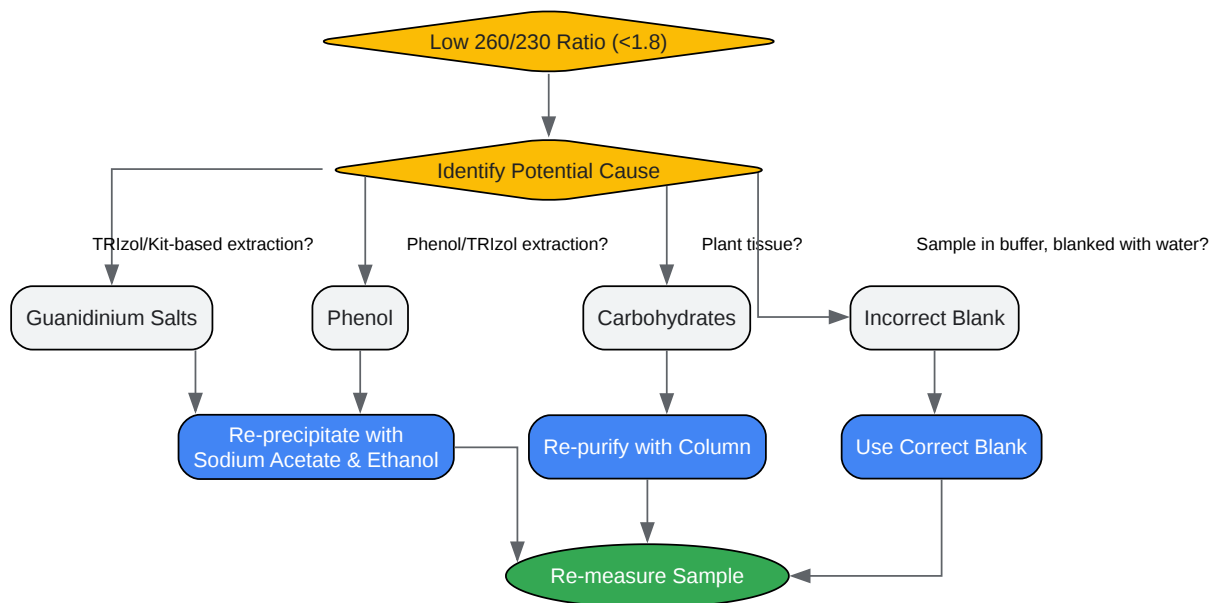 Low 260/230 Ratio (<1.8)
Identify Potential Cause
TRIzol/Kit-based extraction?
Phenol/TRIzol extraction?
Plant tissue?
Sample in buffer, blanked with water?
Guanidinium Salts
Phenol
Carbohydrates
Incorrect Blank
Re-precipitate with
Sodium Acetate & Ethanol
Re-purify with Column
Use Correct Blank
Re-measure Sample